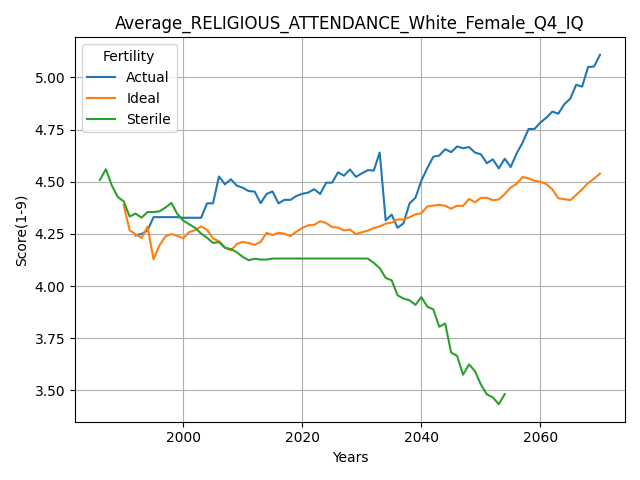 Average_RELIGIOUS_ATTENDANCE_White_Female_Q4_IQ
Fertility
Actual
Ideal
Sterile
Score(1-9)
5.00
4.75
4.50
4.25
4.00
3.75
3.50
2000
2020
2040
2060
Years